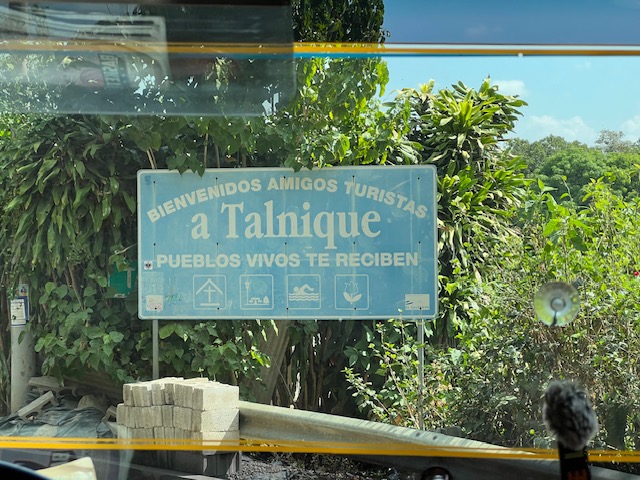 BIENVENIDOS AMIGOS TURISTAS
a Talnique
PUEBLOS VIVOS TE RECIBEN